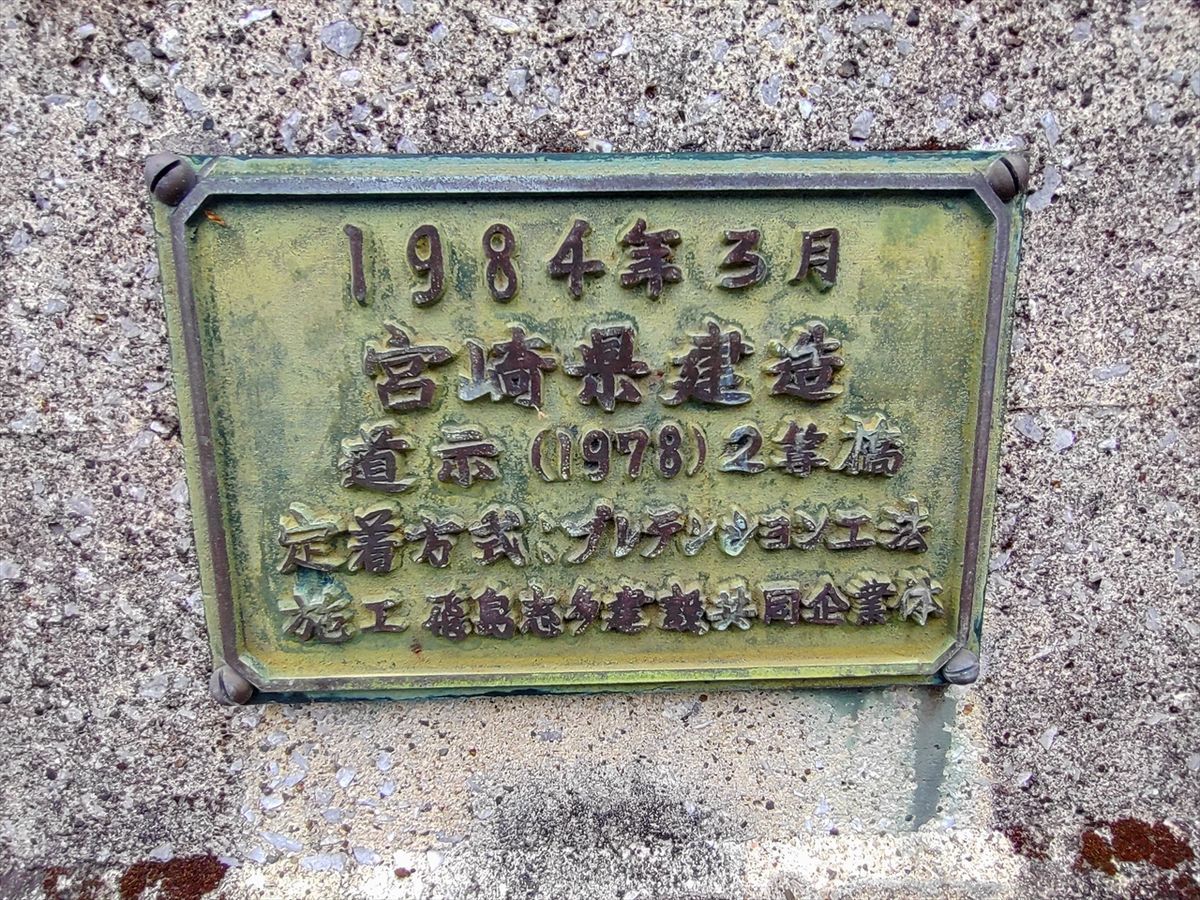 1984年3月
宮崎県建造
道示(1978)2等橋
定着方式:プレテンション工法
施工 飛島志多建設共同企業体